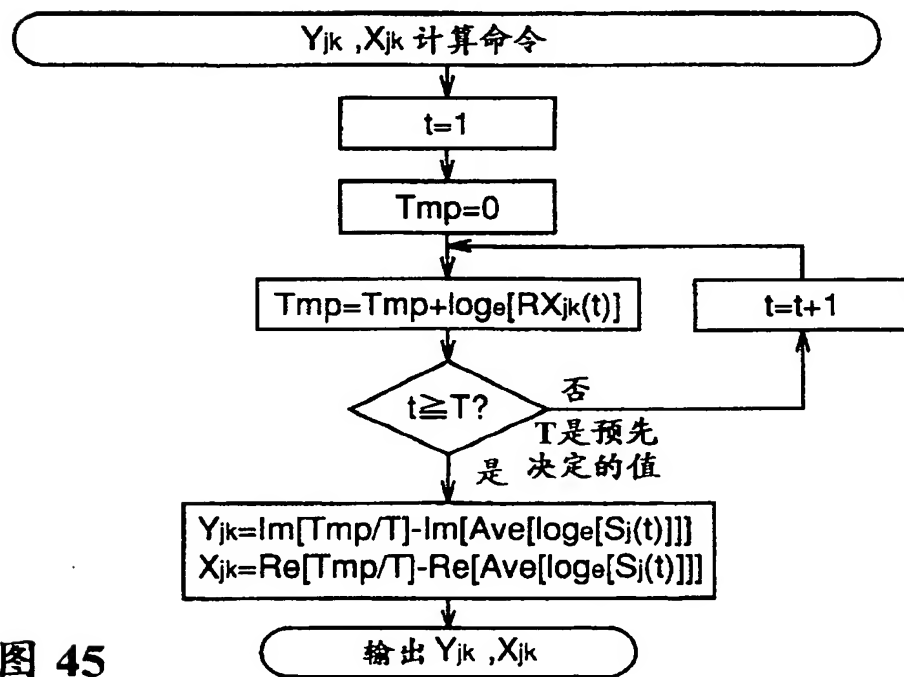 Yjk ,Xjk 计算命令
t=1
Tmp=0
Tmp=Tmp+loge[RXjk(t)]
t=t+1
t≧T?
否
T是预先
决定的值
是
Yjk=Im[Tmp/T]-Im[Ave[loge[Sj(t)]]]
Xjk=Re[Tmp/T]-Re[Ave[loge[Sj(t)]]]
输出 Yjk ,Xjk
图 45